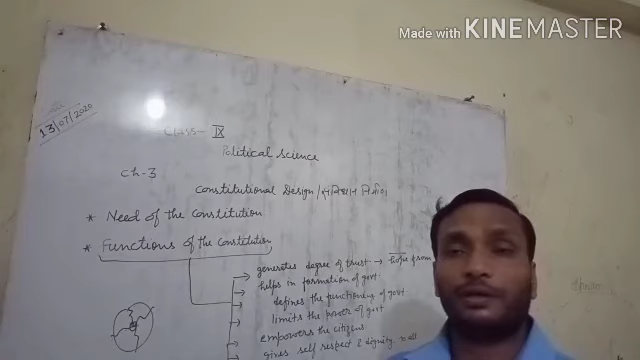 Made with KINEMASTER
13/07/2020
Class- IX
Political science
Ch-3
Constitutional Design/संविधान निर्माण
* Need of the constitution
* Functions of the constitution
generates degree of trust → hope from
helps in formation of govt.
defines the functioning of govt.
limits the power of govt
empowers the citizens
gives self respect & dignity